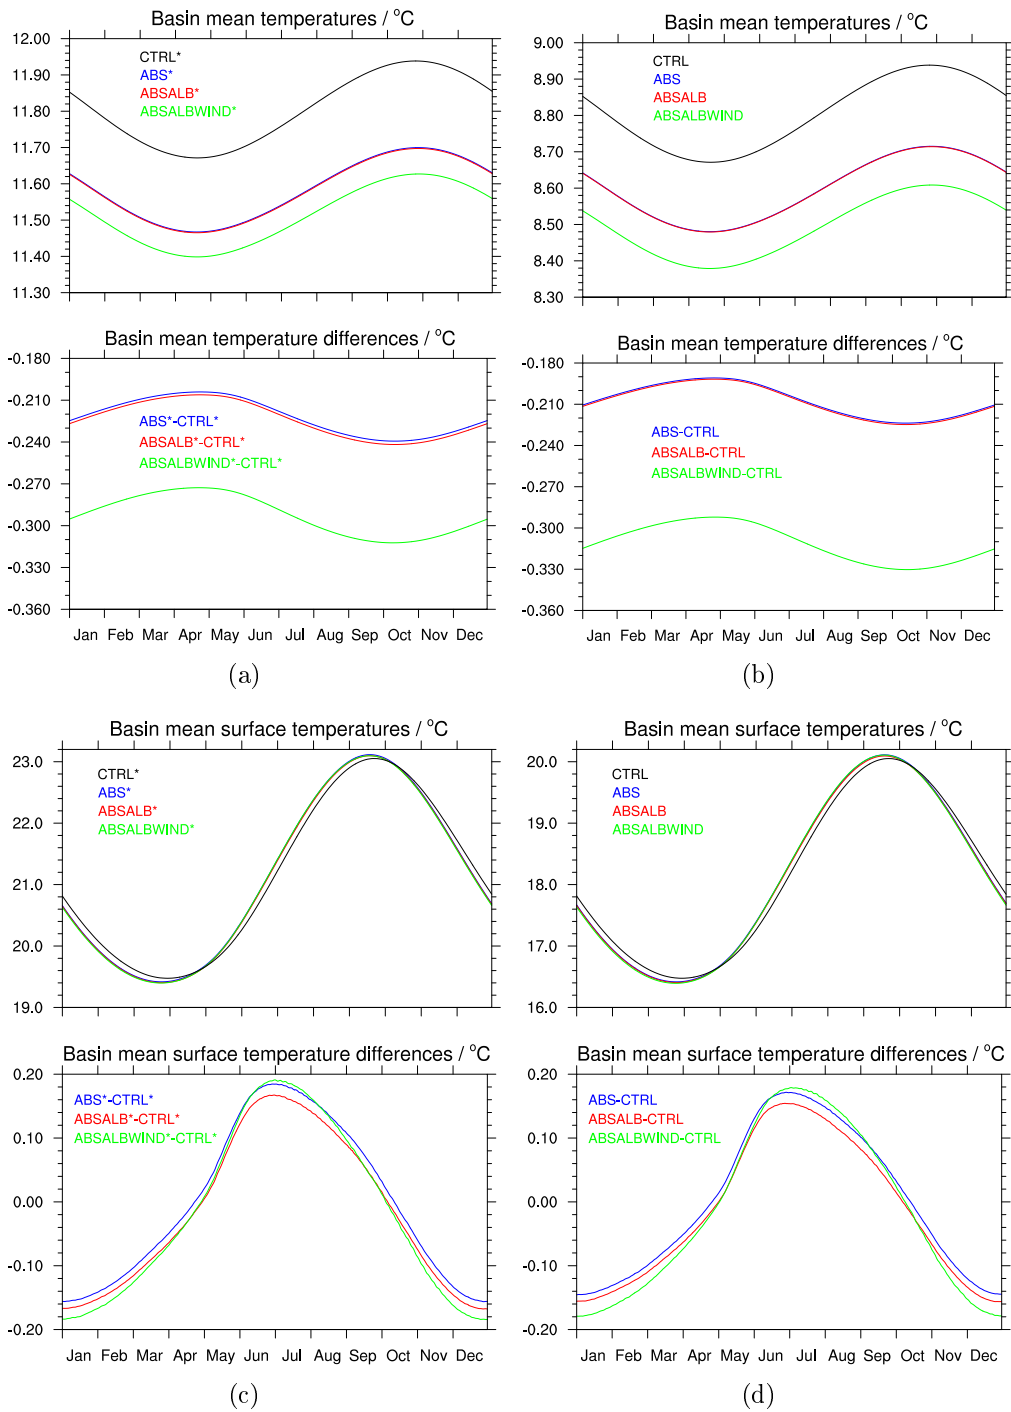 Basin mean temperatures / °C
12.00
11.90
11.80
11.70
11.60
11.50
11.40
11.30
CTRL*
ABS*
ABSALB*
ABSALBWIND*
Basin mean temperature differences / °C
-0.180
-0.210
-0.240
-0.270
-0.300
-0.330
-0.360
ABS*-CTRL*
ABSALB*-CTRL*
ABSALBWIND*-CTRL*
Jan Feb Mar Apr May Jun Jul Aug Sep Oct Nov Dec
(a)
Basin mean temperatures / °C
9.00
8.90
8.80
8.70
8.60
8.50
8.40
8.30
CTRL
ABS
ABSALB
ABSALBWIND
Basin mean temperature differences / °C
-0.180
-0.210
-0.240
-0.270
-0.300
-0.330
-0.360
ABS-CTRL
ABSALB-CTRL
ABSALBWIND-CTRL
Jan Feb Mar Apr May Jun Jul Aug Sep Oct Nov Dec
(b)
Basin mean surface temperatures / °C
23.0
22.0
21.0
20.0
19.0
CTRL*
ABS*
ABSALB*
ABSALBWIND*
Basin mean surface temperature differences / °C
0.20
0.10
0.00
-0.10
-0.20
ABS*-CTRL*
ABSALB*-CTRL*
ABSALBWIND*-CTRL*
Jan Feb Mar Apr May Jun Jul Aug Sep Oct Nov Dec
(c)
Basin mean surface temperatures / °C
20.0
19.0
18.0
17.0
16.0
CTRL
ABS
ABSALB
ABSALBWIND
Basin mean surface temperature differences / °C
0.20
0.10
0.00
-0.10
-0.20
ABS-CTRL
ABSALB-CTRL
ABSALBWIND-CTRL
Jan Feb Mar Apr May Jun Jul Aug Sep Oct Nov Dec
(d)